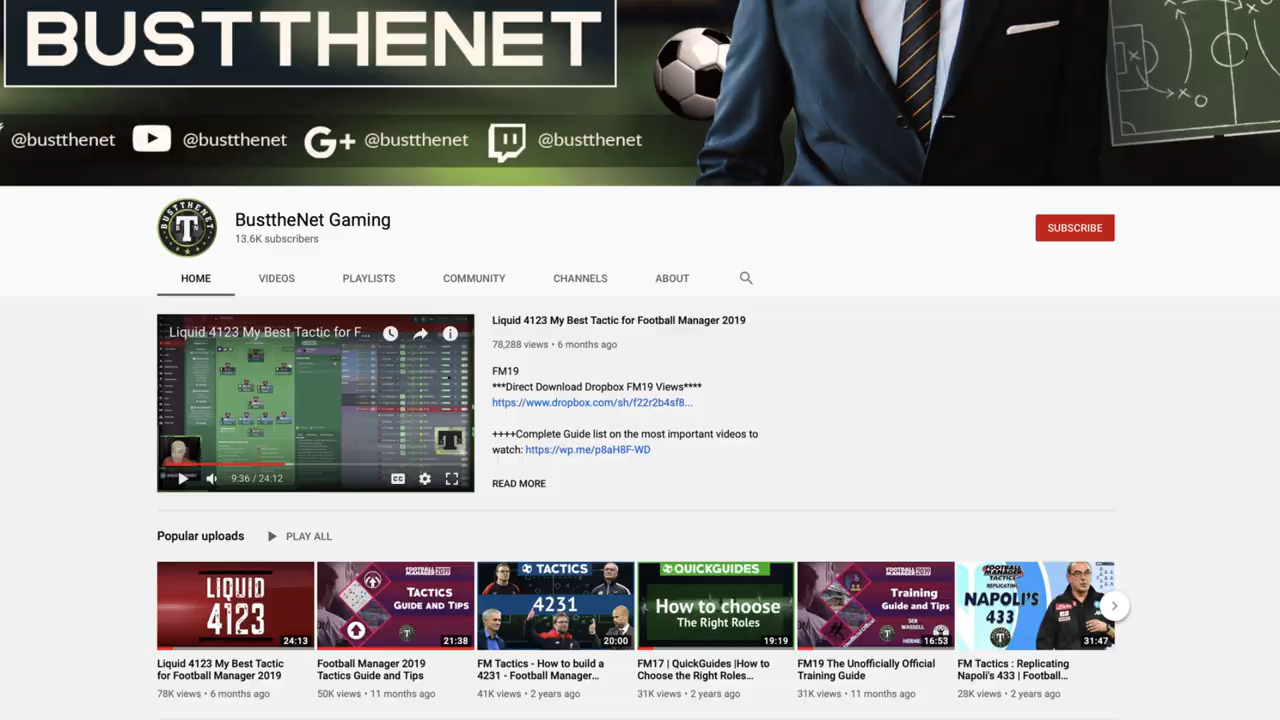 BUSTTHENET
@bustthenet
@bustthenet
G+ @bustthenet
@bustthenet
BUSTTHENET
BusttheNet Gaming
13.6K subscribers
SUBSCRIBE
HOME
VIDEOS
PLAYLISTS
COMMUNITY
CHANNELS
ABOUT
Liquid 4123 My Best Tactic for F...
9:36 / 24:12
CC
Liquid 4123 My Best Tactic for Football Manager 2019
78,288 views • 6 months ago
FM19
***Direct Download Dropbox FM19 Views****
https://www.dropbox.com/sh/f22r2b4sf8...
++++Complete Guide list on the most important videos to
watch: https://wp.me/p8aH8F-WD
READ MORE
Popular uploads
PLAY ALL
LIQUID
4123
24:13
Liquid 4123 My Best Tactic
for Football Manager 2019
78K views • 6 months ago
FOOTBALL
MANAGER 2019
TACTICS
GUIDE AND TIPS
21:38
Football Manager 2019
Tactics Guide and Tips
50K views • 11 months ago
TACTICS
4231
20:00
FM Tactics - How to build a
4231 - Football Manager...
41K views • 2 years ago
QUICKGUIDES
How to choose
The Right Roles
19:19
FM17 | QuickGuides |How to
Choose the Right Roles...
31K views • 2 years ago
FOOTBALL
MANAGER 2019
Training
Guide and Tips
SEB
WASSELL
16:53
FM19 The Unofficially Official
Training Guide
31K views • 11 months ago
FOOTBALL
MANAGER
TACTICS
REPLICATING
NAPOLI'S
433
31:47
FM Tactics : Replicating
Napoli's 433 | Football...
28K views • 2 years ago